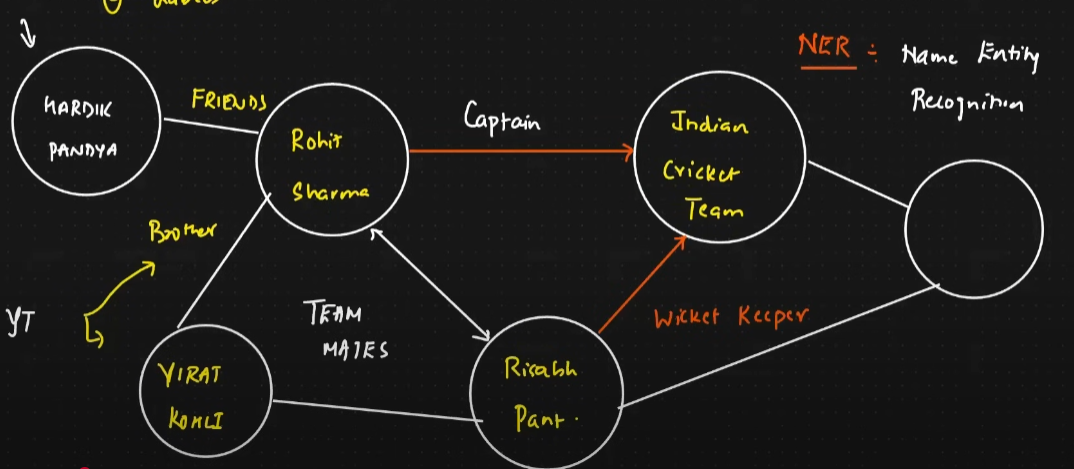 NER :- Name Entity
Recognition
HARDIK
PANDYA
FRIENDS
Rohit
Sharma
Captain
Indian
Cricket
Team
Brother
YT
TEAM
MATES
Wicket Keeper
VIRAT
KOHLI
Risabh
Pant.